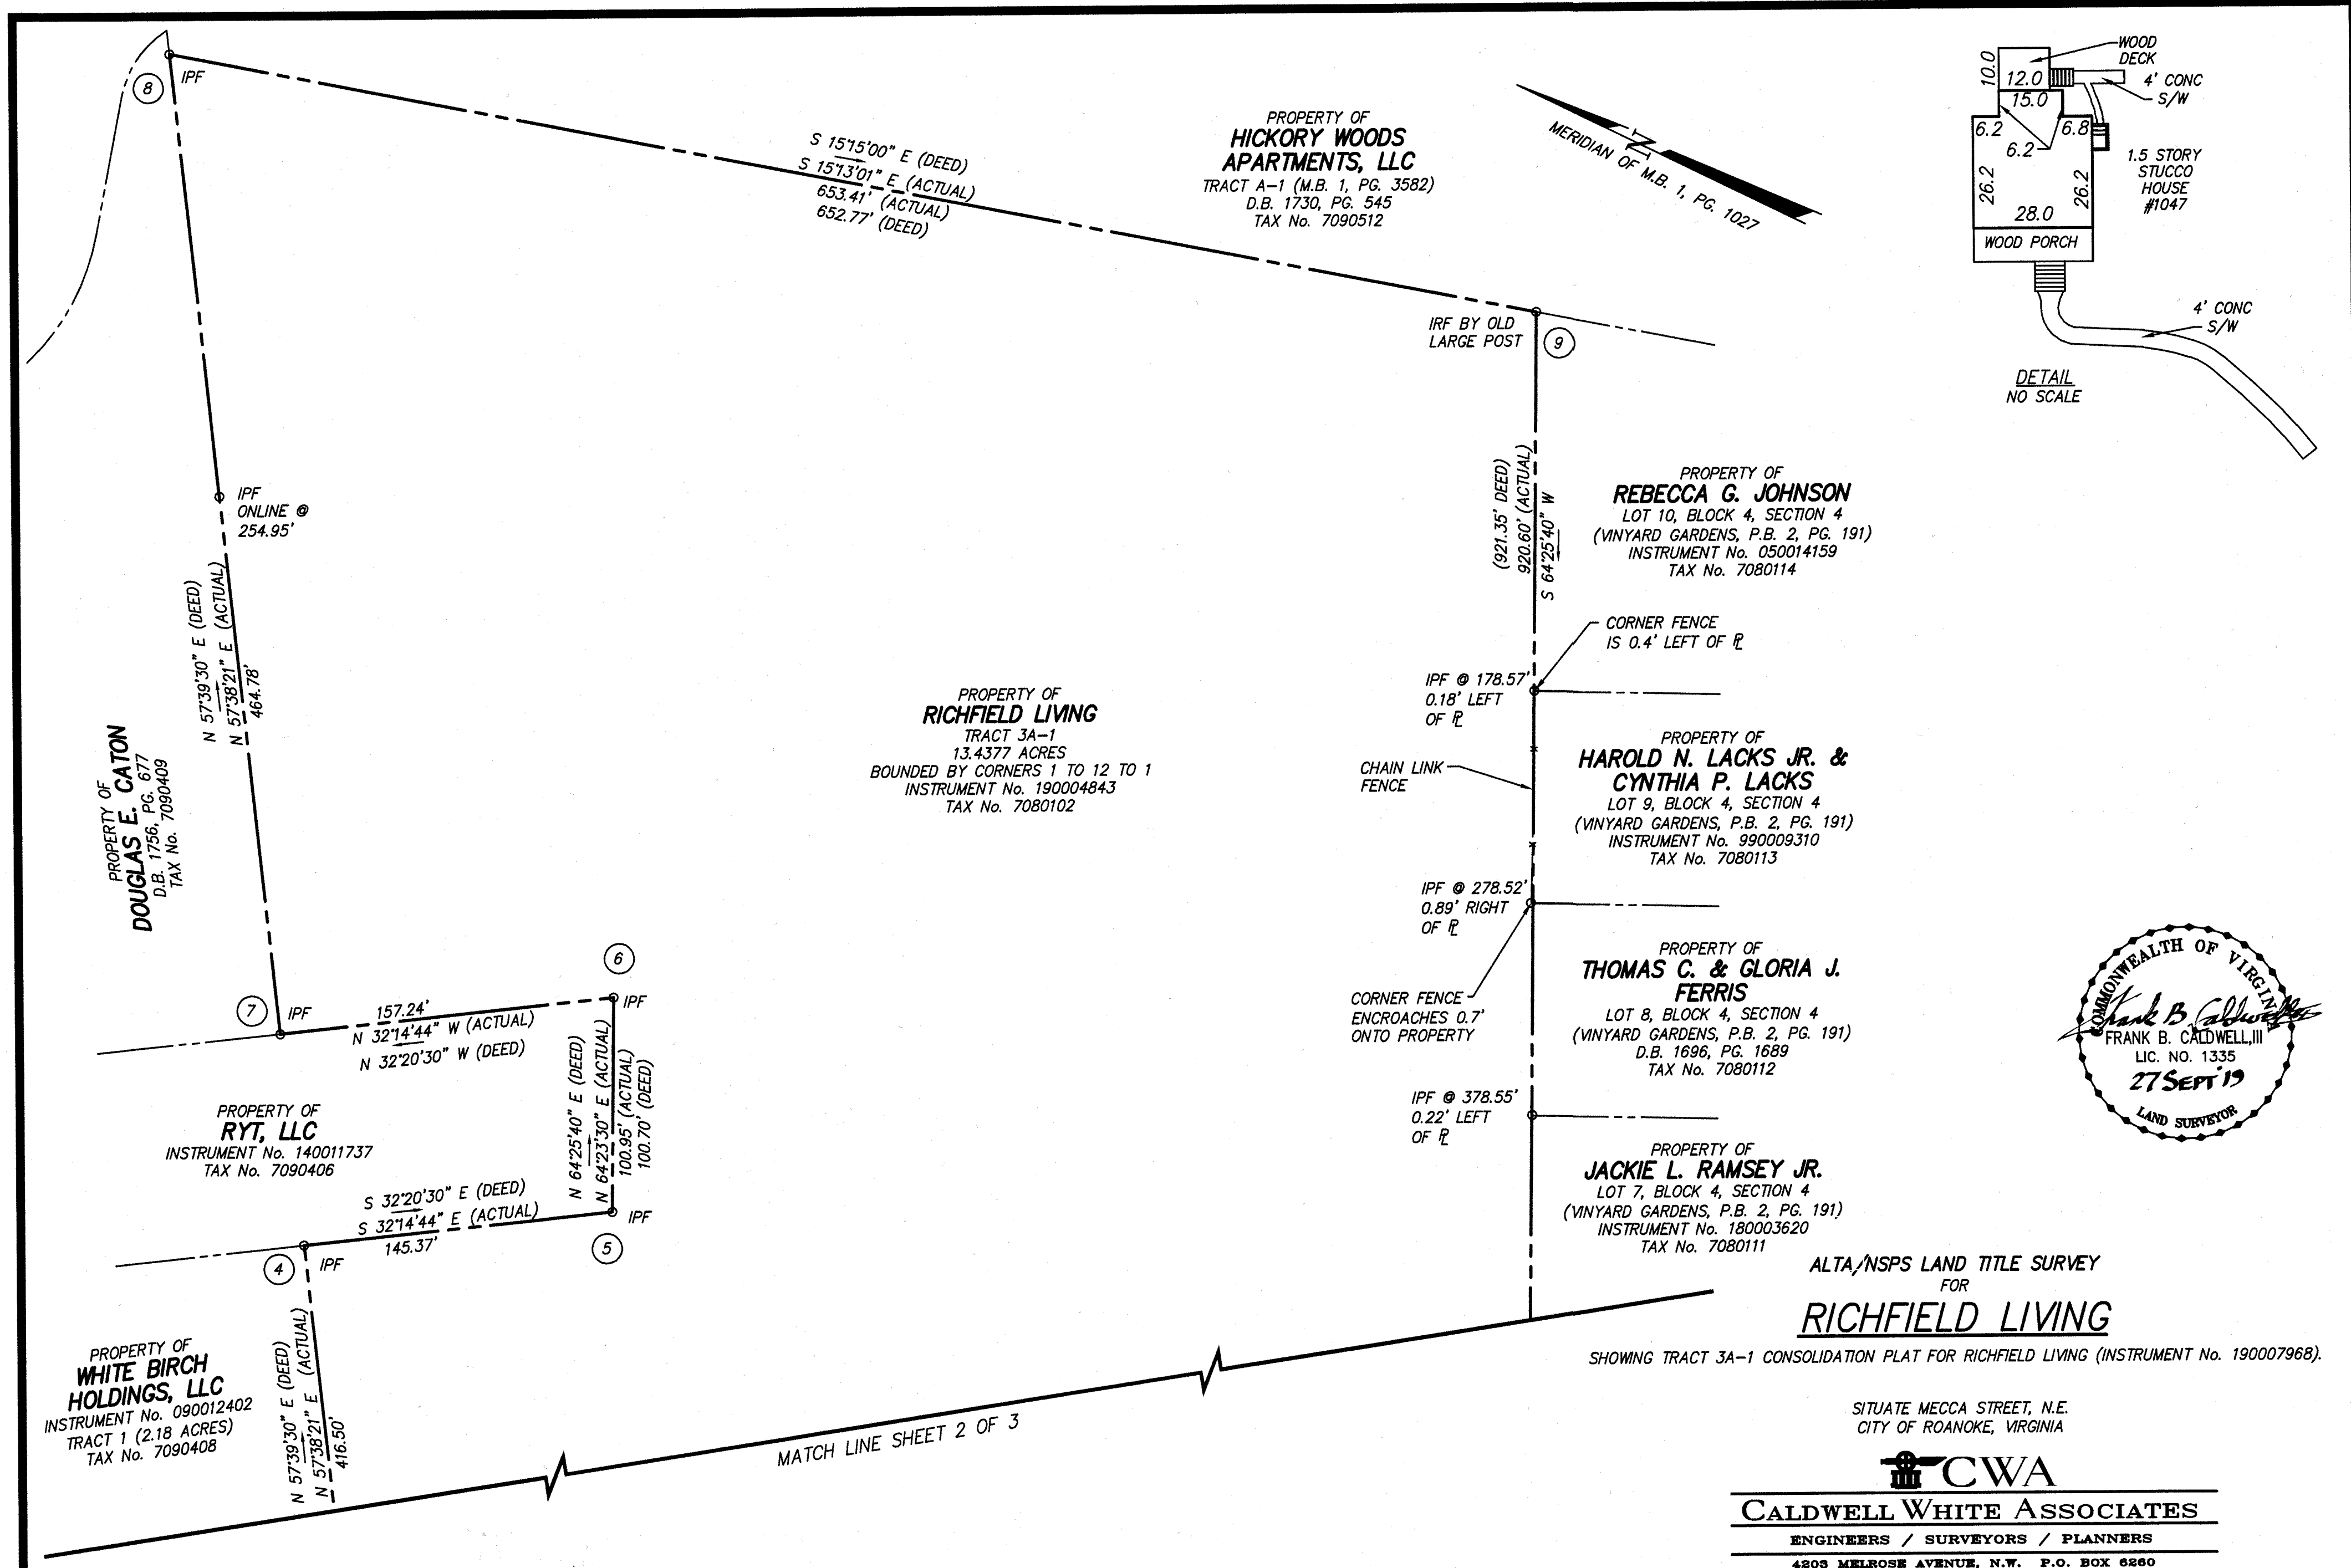 8
IPF
S 15°15'00" E (DEED)
S 15°13'01" E (ACTUAL)
653.41' (ACTUAL)
652.77' (DEED)
PROPERTY OF
HICKORY WOODS
APARTMENTS, LLC
TRACT A-1 (M.B. 1, PG. 3582)
D.B. 1730, PG. 545
TAX No. 7090512
N
MERIDIAN OF M.B. 1, PG. 1027
WOOD
DECK
10.0
12.0
4' CONC
S/W
15.0
6.2
6.8
6.2
26.2
26.2
28.0
1.5 STORY
STUCCO
HOUSE
#1047
WOOD PORCH
4' CONC
S/W
DETAIL
NO SCALE
IRF BY OLD
LARGE POST
9
IPF
ONLINE @
254.95'
N 57°39'30" E (DEED)
N 57°38'21" E (ACTUAL)
464.78'
PROPERTY OF
DOUGLAS E. CATON
D.B. 1756, PG. 677
TAX No. 7090409
(921.35' DEED)
920.60' (ACTUAL)
S 64°25'40" W
PROPERTY OF
REBECCA G. JOHNSON
LOT 10, BLOCK 4, SECTION 4
(VINYARD GARDENS, P.B. 2, PG. 191)
INSTRUMENT No. 050014159
TAX No. 7080114
CORNER FENCE
IS 0.4' LEFT OF PL
IPF @ 178.57'
0.18' LEFT
OF PL
PROPERTY OF
RICHFIELD LIVING
TRACT 3A-1
13.4377 ACRES
BOUNDED BY CORNERS 1 TO 12 TO 1
INSTRUMENT No. 190004843
TAX No. 7080102
CHAIN LINK
FENCE
PROPERTY OF
HAROLD N. LACKS JR. &
CYNTHIA P. LACKS
LOT 9, BLOCK 4, SECTION 4
(VINYARD GARDENS, P.B. 2, PG. 191)
INSTRUMENT No. 990009310
TAX No. 7080113
IPF @ 278.52'
0.89' RIGHT
OF PL
CORNER FENCE
ENCROACHES 0.7'
ONTO PROPERTY
PROPERTY OF
THOMAS C. & GLORIA J.
FERRIS
LOT 8, BLOCK 4, SECTION 4
(VINYARD GARDENS, P.B. 2, PG. 191)
D.B. 1696, PG. 1689
TAX No. 7080112
IPF @ 378.55'
0.22' LEFT
OF PL
PROPERTY OF
JACKIE L. RAMSEY JR.
LOT 7, BLOCK 4, SECTION 4
(VINYARD GARDENS, P.B. 2, PG. 191)
INSTRUMENT No. 180003620
TAX No. 7080111
7
IPF
157.24'
N 32°14'44" W (ACTUAL)
N 32°20'30" W (DEED)
6
IPF
N 64°25'40" E (DEED)
N 64°23'30" E (ACTUAL)
100.95' (ACTUAL)
100.70' (DEED)
PROPERTY OF
RYT, LLC
INSTRUMENT No. 140011737
TAX No. 7090406
S 32°20'30" E (DEED)
S 32°14'44" E (ACTUAL)
145.37'
IPF
5
4
IPF
PROPERTY OF
WHITE BIRCH
HOLDINGS, LLC
INSTRUMENT No. 090012402
TRACT 1 (2.18 ACRES)
TAX No. 7090408
N 57°39'30" E (DEED)
N 57°38'21" E (ACTUAL)
416.50'
MATCH LINE SHEET 2 OF 3
COMMONWEALTH OF VIRGINIA
Frank B. Caldwell
FRANK B. CALDWELL,III
LIC. NO. 1335
27 SEPT'19
LAND SURVEYOR
ALTA/NSPS LAND TITLE SURVEY
FOR
RICHFIELD LIVING
SHOWING TRACT 3A-1 CONSOLIDATION PLAT FOR RICHFIELD LIVING (INSTRUMENT No. 190007968).
SITUATE MECCA STREET, N.E.
CITY OF ROANOKE, VIRGINIA
CWA
CALDWELL WHITE ASSOCIATES
ENGINEERS / SURVEYORS / PLANNERS
4203 MELROSE AVENUE, N.W. P.O. BOX 6260